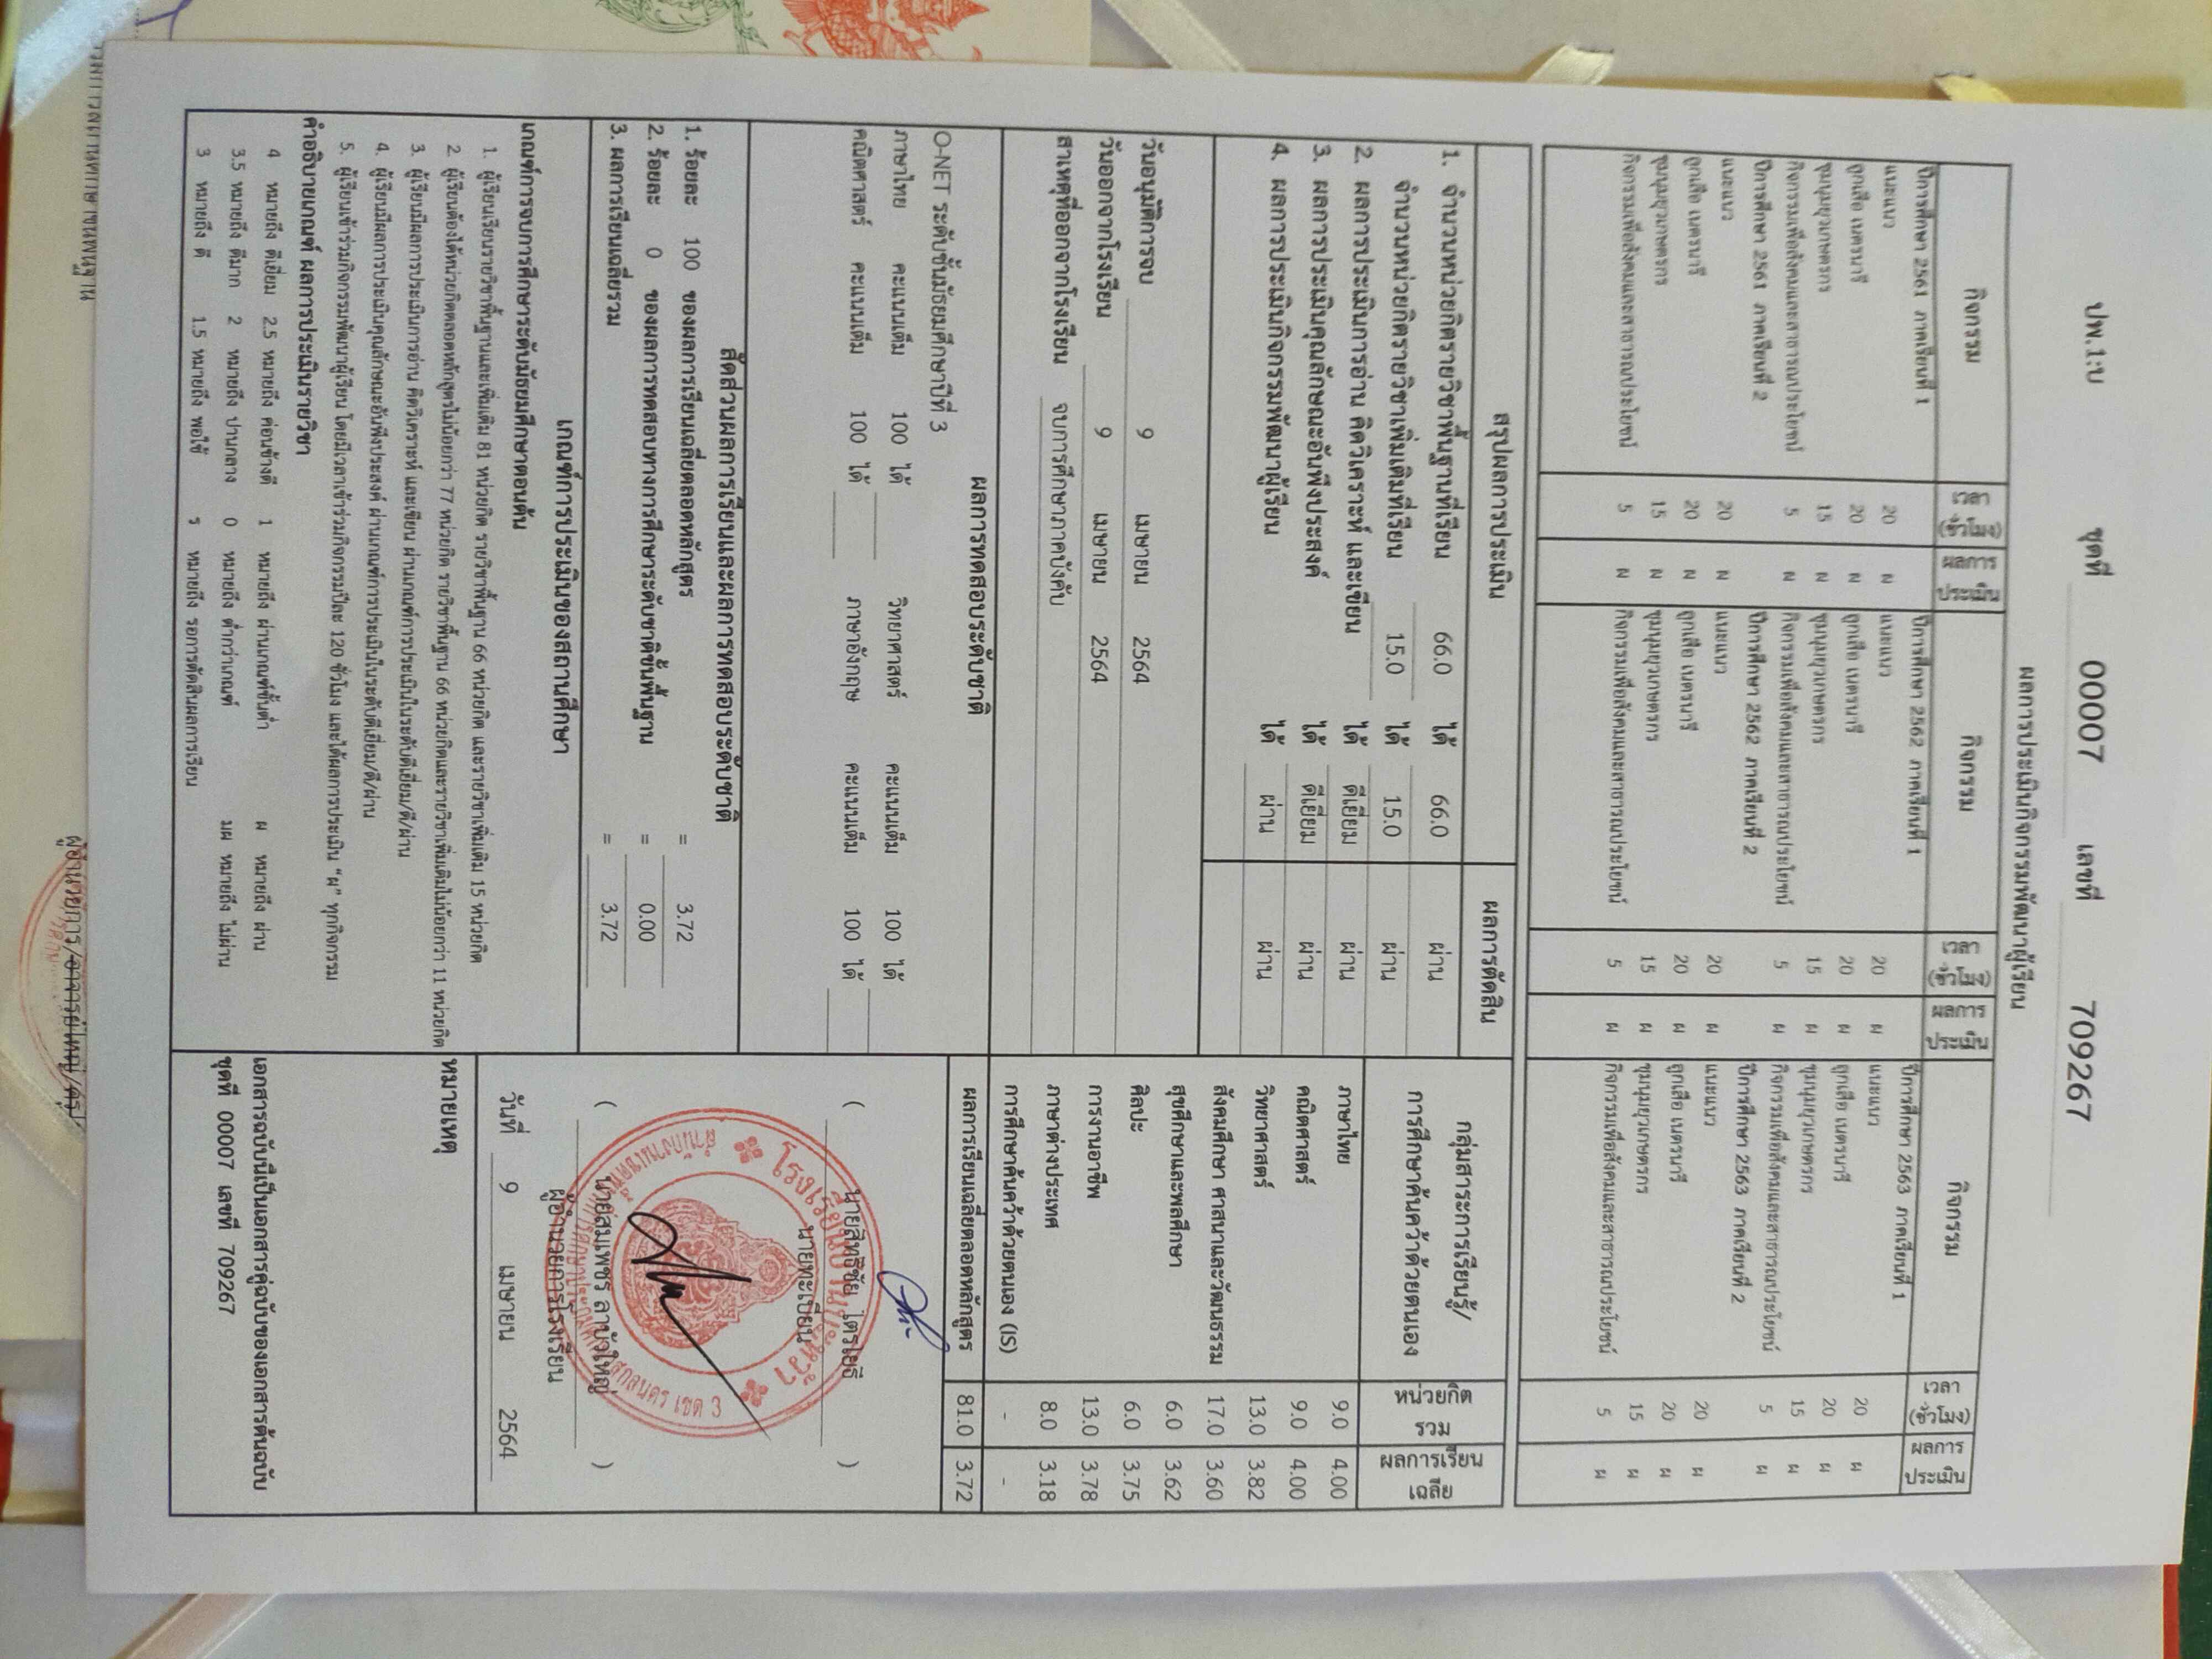 ปพ.1:บ ชุดที่ 00007 เลขที่ 709267
ผลการประเมินกิจกรรมพัฒนาผู้เรียน
กิจกรรม เวลา (ชั่วโมง) ผลการประเมิน กิจกรรม เวลา (ชั่วโมง) ผลการประเมิน กิจกรรม เวลา (ชั่วโมง) ผลการประเมิน
ปีการศึกษา 2561 ภาคเรียนที่ 1 ปีการศึกษา 2562 ภาคเรียนที่ 1 ปีการศึกษา 2563 ภาคเรียนที่ 1
แนะแนว 20 ผ แนะแนว 20 ผ แนะแนว 20 ผ
ลูกเสือ เนตรนารี 20 ผ ลูกเสือ เนตรนารี 20 ผ ลูกเสือ เนตรนารี 20 ผ
ชุมนุมยุวเกษตรกร 15 ผ ชุมนุมยุวเกษตรกร 15 ผ ชุมนุมยุวเกษตรกร 15 ผ
กิจกรรมเพื่อสังคมและสาธารณประโยชน์ 5 ผ กิจกรรมเพื่อสังคมและสาธารณประโยชน์ 5 ผ กิจกรรมเพื่อสังคมและสาธารณประโยชน์ 5 ผ
ปีการศึกษา 2561 ภาคเรียนที่ 2 ปีการศึกษา 2562 ภาคเรียนที่ 2 ปีการศึกษา 2563 ภาคเรียนที่ 2
แนะแนว 20 ผ แนะแนว 20 ผ แนะแนว 20 ผ
ลูกเสือ เนตรนารี 20 ผ ลูกเสือ เนตรนารี 20 ผ ลูกเสือ เนตรนารี 20 ผ
ชุมนุมยุวเกษตรกร 15 ผ ชุมนุมยุวเกษตรกร 15 ผ ชุมนุมยุวเกษตรกร 15 ผ
กิจกรรมเพื่อสังคมและสาธารณประโยชน์ 5 ผ กิจกรรมเพื่อสังคมและสาธารณประโยชน์ 5 ผ กิจกรรมเพื่อสังคมและสาธารณประโยชน์ 5 ผ
สรุปผลการประเมิน ผลการตัดสิน
1. จำนวนหน่วยกิตรายวิชาพื้นฐานที่เรียน 66.0 ได้ 66.0 ผ่าน
จำนวนหน่วยกิตรายวิชาเพิ่มเติมที่เรียน 15.0 ได้ 15.0 ผ่าน
2. ผลการประเมินการอ่าน คิดวิเคราะห์ และเขียน ได้ ดีเยี่ยม ผ่าน
3. ผลการประเมินคุณลักษณะอันพึงประสงค์ ได้ ดีเยี่ยม ผ่าน
4. ผลการประเมินกิจกรรมพัฒนาผู้เรียน ได้ ผ่าน ผ่าน
วันอนุมัติการจบ 9 เมษายน 2564
วันออกจากโรงเรียน 9 เมษายน 2564
สาเหตุที่ออกจากโรงเรียน จบการศึกษาภาคบังคับ
ผลการทดสอบระดับชาติ
O-NET ระดับชั้นมัธยมศึกษาปีที่ 3
ภาษาไทย คะแนนเต็ม 100 ได้ วิทยาศาสตร์ คะแนนเต็ม 100 ได้
คณิตศาสตร์ คะแนนเต็ม 100 ได้ ภาษาอังกฤษ คะแนนเต็ม 100 ได้
สัดส่วนผลการเรียนและผลการทดสอบระดับชาติ
1. ร้อยละ 100 ของผลการเรียนเฉลี่ยตลอดหลักสูตร = 3.72
2. ร้อยละ 0 ของผลการทดสอบทางการศึกษาระดับชาติขั้นพื้นฐาน = 0.00
3. ผลการเรียนเฉลี่ยรวม = 3.72
เกณฑ์การประเมินของสถานศึกษา
เกณฑ์การจบการศึกษาระดับมัธยมศึกษาตอนต้น
1. ผู้เรียนเรียนรายวิชาพื้นฐานและเพิ่มเติม 81 หน่วยกิต รายวิชาพื้นฐาน 66 หน่วยกิต และรายวิชาเพิ่มเติม 15 หน่วยกิต
2. ผู้เรียนต้องได้หน่วยกิตตลอดหลักสูตรไม่น้อยกว่า 77 หน่วยกิต รายวิชาพื้นฐาน 66 หน่วยกิตและรายวิชาเพิ่มเติมไม่น้อยกว่า 11 หน่วยกิต
3. ผู้เรียนมีผลการประเมินการอ่าน คิดวิเคราะห์ และเขียน ผ่านเกณฑ์การประเมินในระดับดีเยี่ยม/ดี/ผ่าน
4. ผู้เรียนมีผลการประเมินคุณลักษณะอันพึงประสงค์ ผ่านเกณฑ์การประเมินในระดับดีเยี่ยม/ดี/ผ่าน
5. ผู้เรียนเข้าร่วมกิจกรรมพัฒนาผู้เรียน โดยมีเวลาเข้าร่วมกิจกรรมปีละ 120 ชั่วโมง และได้ผลการประเมิน “ผ” ทุกกิจกรรม
คำอธิบายเกณฑ์ ผลการประเมินรายวิชา
4 หมายถึง ดีเยี่ยม 2.5 หมายถึง ค่อนข้างดี 1 หมายถึง ผ่านเกณฑ์ขั้นต่ำ ผ หมายถึง ผ่าน
3.5 หมายถึง ดีมาก 2 หมายถึง ปานกลาง 0 หมายถึง ต่ำกว่าเกณฑ์ มผ หมายถึง ไม่ผ่าน
3 หมายถึง ดี 1.5 หมายถึง พอใช้ ร หมายถึง รอการตัดสินผลการเรียน
กลุ่มสาระการเรียนรู้/ หน่วยกิต ผลการเรียน
การศึกษาค้นคว้าด้วยตนเอง รวม เฉลี่ย
ภาษาไทย 9.0 4.00
คณิตศาสตร์ 9.0 4.00
วิทยาศาสตร์ 13.0 3.82
สังคมศึกษา ศาสนาและวัฒนธรรม 17.0 3.60
สุขศึกษาและพลศึกษา 6.0 3.62
ศิลปะ 6.0 3.75
การงานอาชีพ 13.0 3.78
ภาษาต่างประเทศ 8.0 3.18
การศึกษาค้นคว้าด้วยตนเอง (IS) - -
ผลการเรียนเฉลี่ยตลอดหลักสูตร 81.0 3.72
( นายสิทธิชัย ไตรโยธี )
นายทะเบียน
( นายสมเพชร ลาบัวใหญ่ )
ผู้อำนวยการโรงเรียน
วันที่ 9 เมษายน 2564
สกลนคร เขต 3
หมายเหตุ
เอกสารฉบับนี้เป็นเอกสารคู่ฉบับของเอกสารต้นฉบับ
ชุดที่ 00007 เลขที่ 709267
ผู้อำนวยการ/อาจารย์ใหญ่/ครู